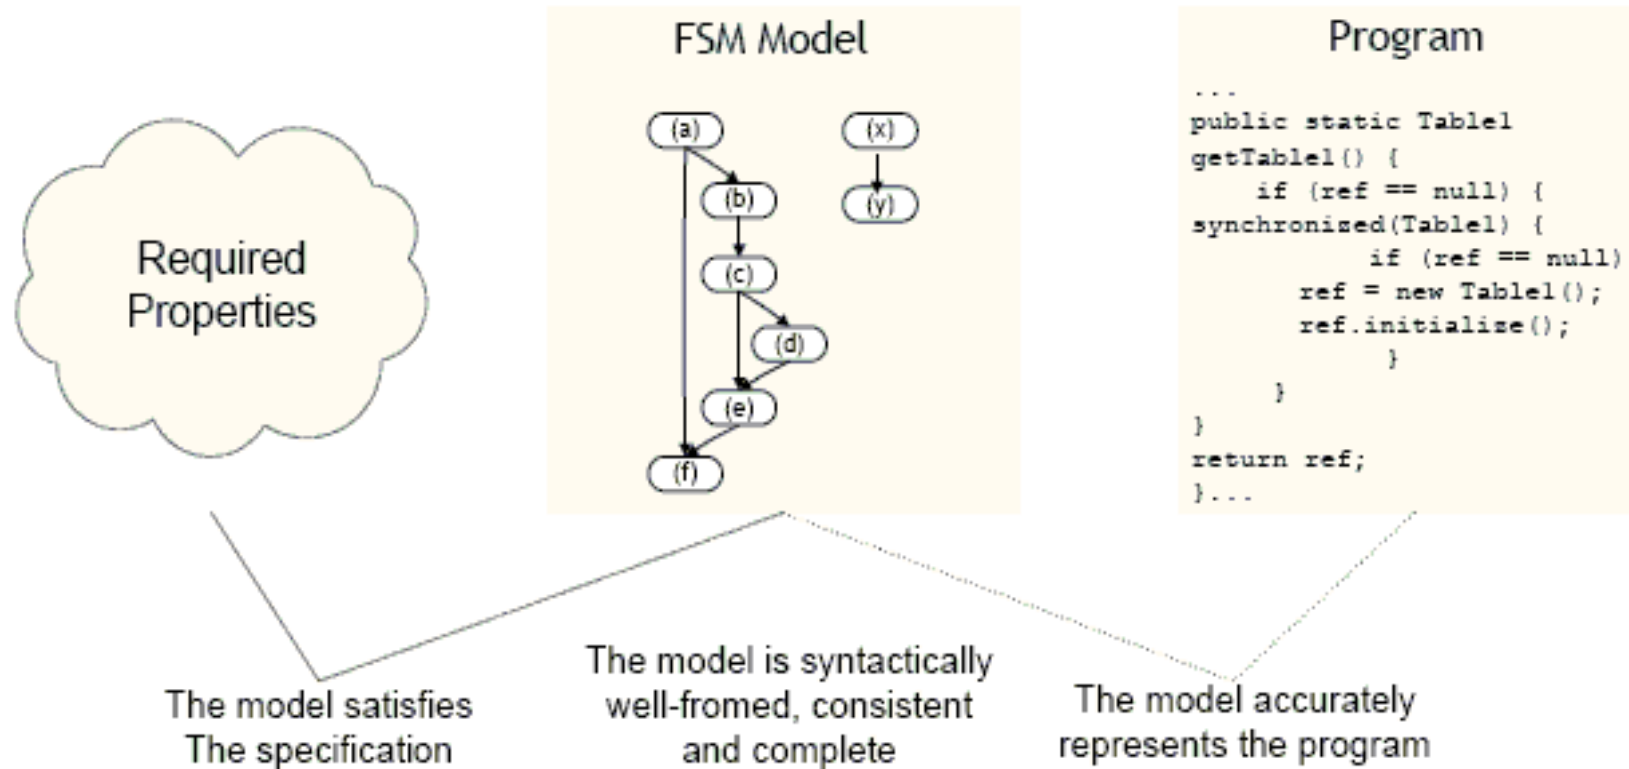 FSM Model
Program
Required
Properties
(a)
(x)
(b)
(y)
(c)
(d)
(e)
(f)
...
public static Table1
getTable1() {
if (ref == null) {
synchronized(Table1) {
if (ref == null)
ref = new Table1();
ref.initialize();
}
}
}
return ref;
}...
The model satisfies
The specification
The model is syntactically
well-fromed, consistent
and complete
The model accurately
represents the program